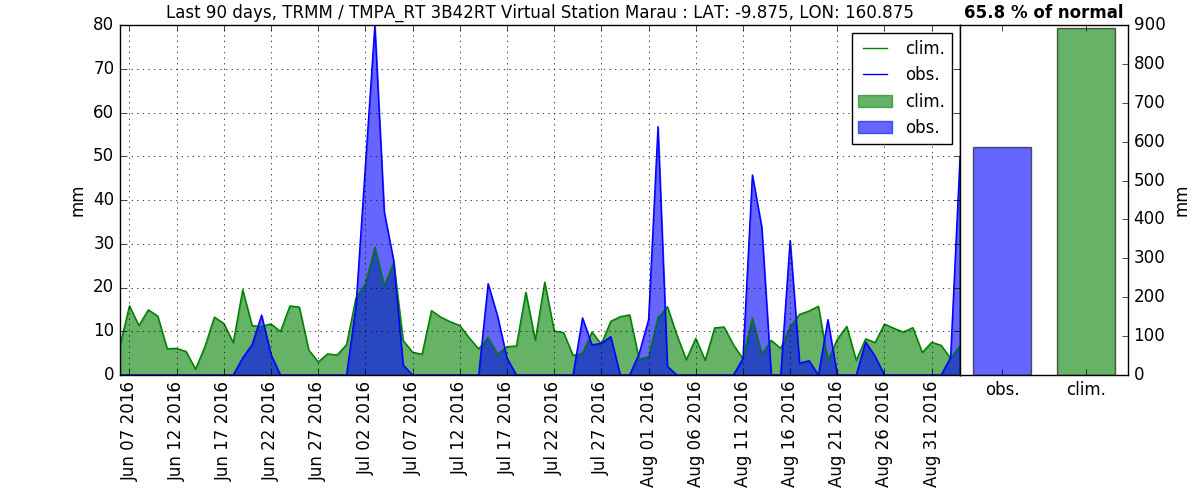 Last 90 days, TRMM / TMPA_RT 3B42RT Virtual Station Marau : LAT: -9.875, LON: 160.875
65.8 % of normal
80
70
60
50
40
30
20
10
0
mm
clim.
obs.
clim.
obs.
900
800
700
600
500
400
300
200
100
0
mm
obs.
clim.
Jun 07 2016
Jun 12 2016
Jun 17 2016
Jun 22 2016
Jun 27 2016
Jul 02 2016
Jul 07 2016
Jul 12 2016
Jul 17 2016
Jul 22 2016
Jul 27 2016
Aug 01 2016
Aug 06 2016
Aug 11 2016
Aug 16 2016
Aug 21 2016
Aug 26 2016
Aug 31 2016